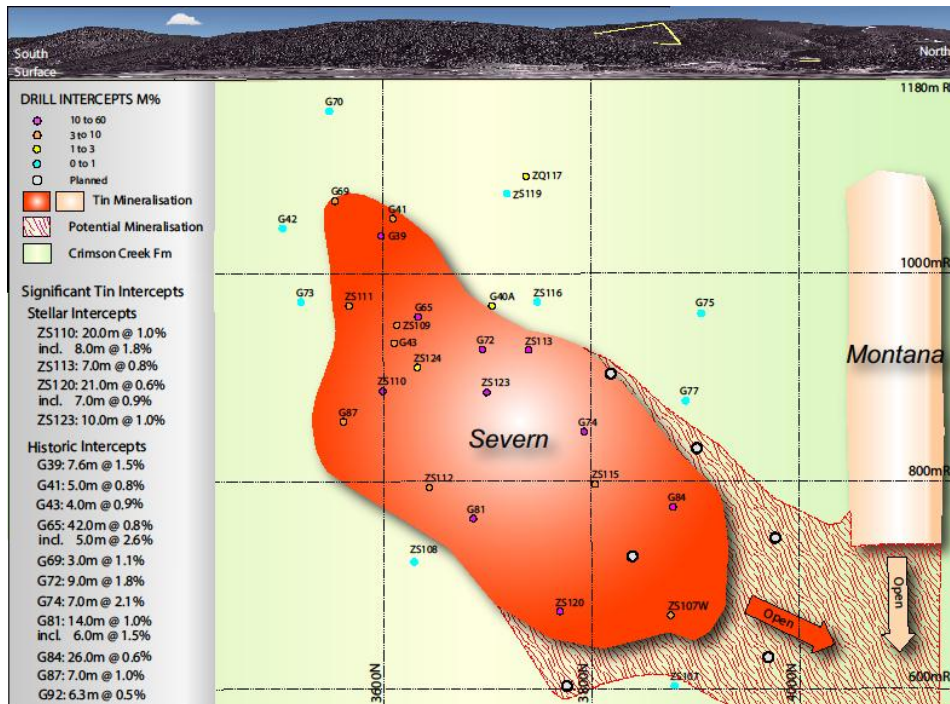 South
North
Surface
1180m R
DRILL INTERCEPTS M%
10 to 60
3 to 10
1 to 3
0 to 1
Planned
Tin Mineralisation
Potential Mineralisation
Crimson Creek Fm
Significant Tin Intercepts
Stellar Intercepts
ZS110: 20.0m @ 1.0%
incl. 8.0m @ 1.8%
ZS113: 7.0m @ 0.8%
ZS120: 21.0m @ 0.6%
incl. 7.0m @ 0.9%
ZS123: 10.0m @ 1.0%
Historic Intercepts
G39: 7.6m @ 1.5%
G41: 5.0m @ 0.8%
G43: 4.0m @ 0.9%
G65: 42.0m @ 0.8%
incl. 5.0m @ 2.6%
G69: 3.0m @ 1.1%
G72: 9.0m @ 1.8%
G74: 7.0m @ 2.1%
G81: 14.0m @ 1.0%
incl. 6.0m @ 1.5%
G84: 26.0m @ 0.6%
G87: 7.0m @ 1.0%
G92: 6.3m @ 0.5%
G70
ZQ117
ZS119
G69
G41
G42
G39
1000mR
G73
ZS111
G65
G40A
ZS116
G75
ZS109
G43
G72
ZS113
Montana
ZS124
ZS110
ZS123
G77
G87
Severn
G74
800mR
ZS112
ZS115
G84
G81
ZS108
Open
ZS120
ZS107W
Open
ZS107
600mR
3600N
3800N
4000N